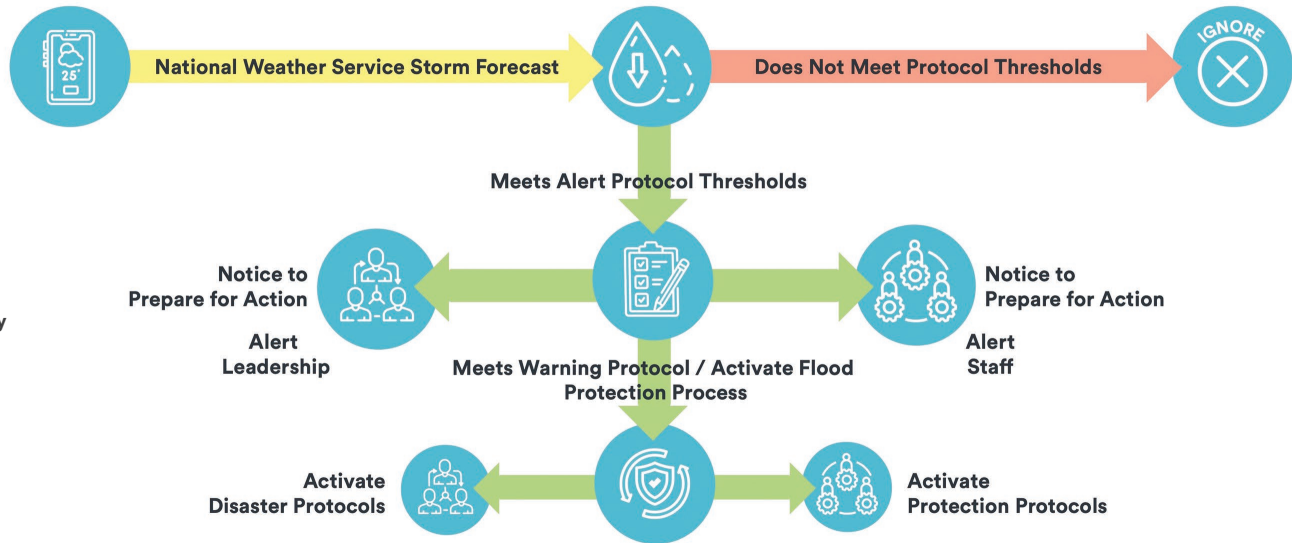 25°
National Weather Service Storm Forecast
Does Not Meet Protocol Thresholds
IGNORE
Meets Alert Protocol Thresholds
Notice to
Prepare for Action
Alert
Leadership
Notice to
Prepare for Action
Alert
Staff
y
Meets Warning Protocol / Activate Flood
Protection Process
Activate
Disaster Protocols
Activate
Protection Protocols